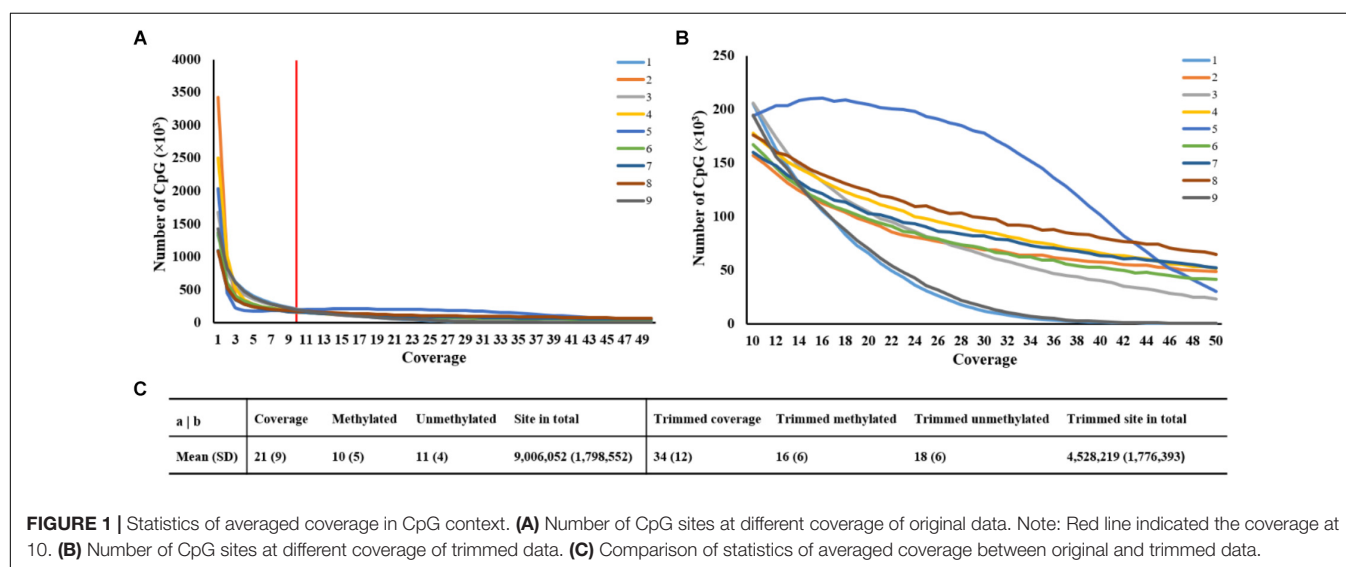 A
Number of CpG (×10³)
4000
3500
3000
2500
2000
1500
1000
500
0
1 3 5 7 9 11 13 15 17 19 21 23 25 27 29 31 33 35 37 39 41 43 45 47 49
Coverage
1
2
3
4
5
6
7
8
9
B
Number of CpG (×10³)
250
200
150
100
50
0
10 12 14 16 18 20 22 24 26 28 30 32 34 36 38 40 42 44 46 48 50
Coverage
1
2
3
4
5
6
7
8
9
C
a | b Coverage Methylated Unmethylated Site in total Trimmed coverage Trimmed methylated Trimmed unmethylated Trimmed site in total
Mean (SD) 21 (9) 10 (5) 11 (4) 9,006,052 (1,798,552) 34 (12) 16 (6) 18 (6) 4,528,219 (1,776,393)
FIGURE 1 | Statistics of averaged coverage in CpG context. (A) Number of CpG sites at different coverage of original data. Note: Red line indicated the coverage at
10. (B) Number of CpG sites at different coverage of trimmed data. (C) Comparison of statistics of averaged coverage between original and trimmed data.